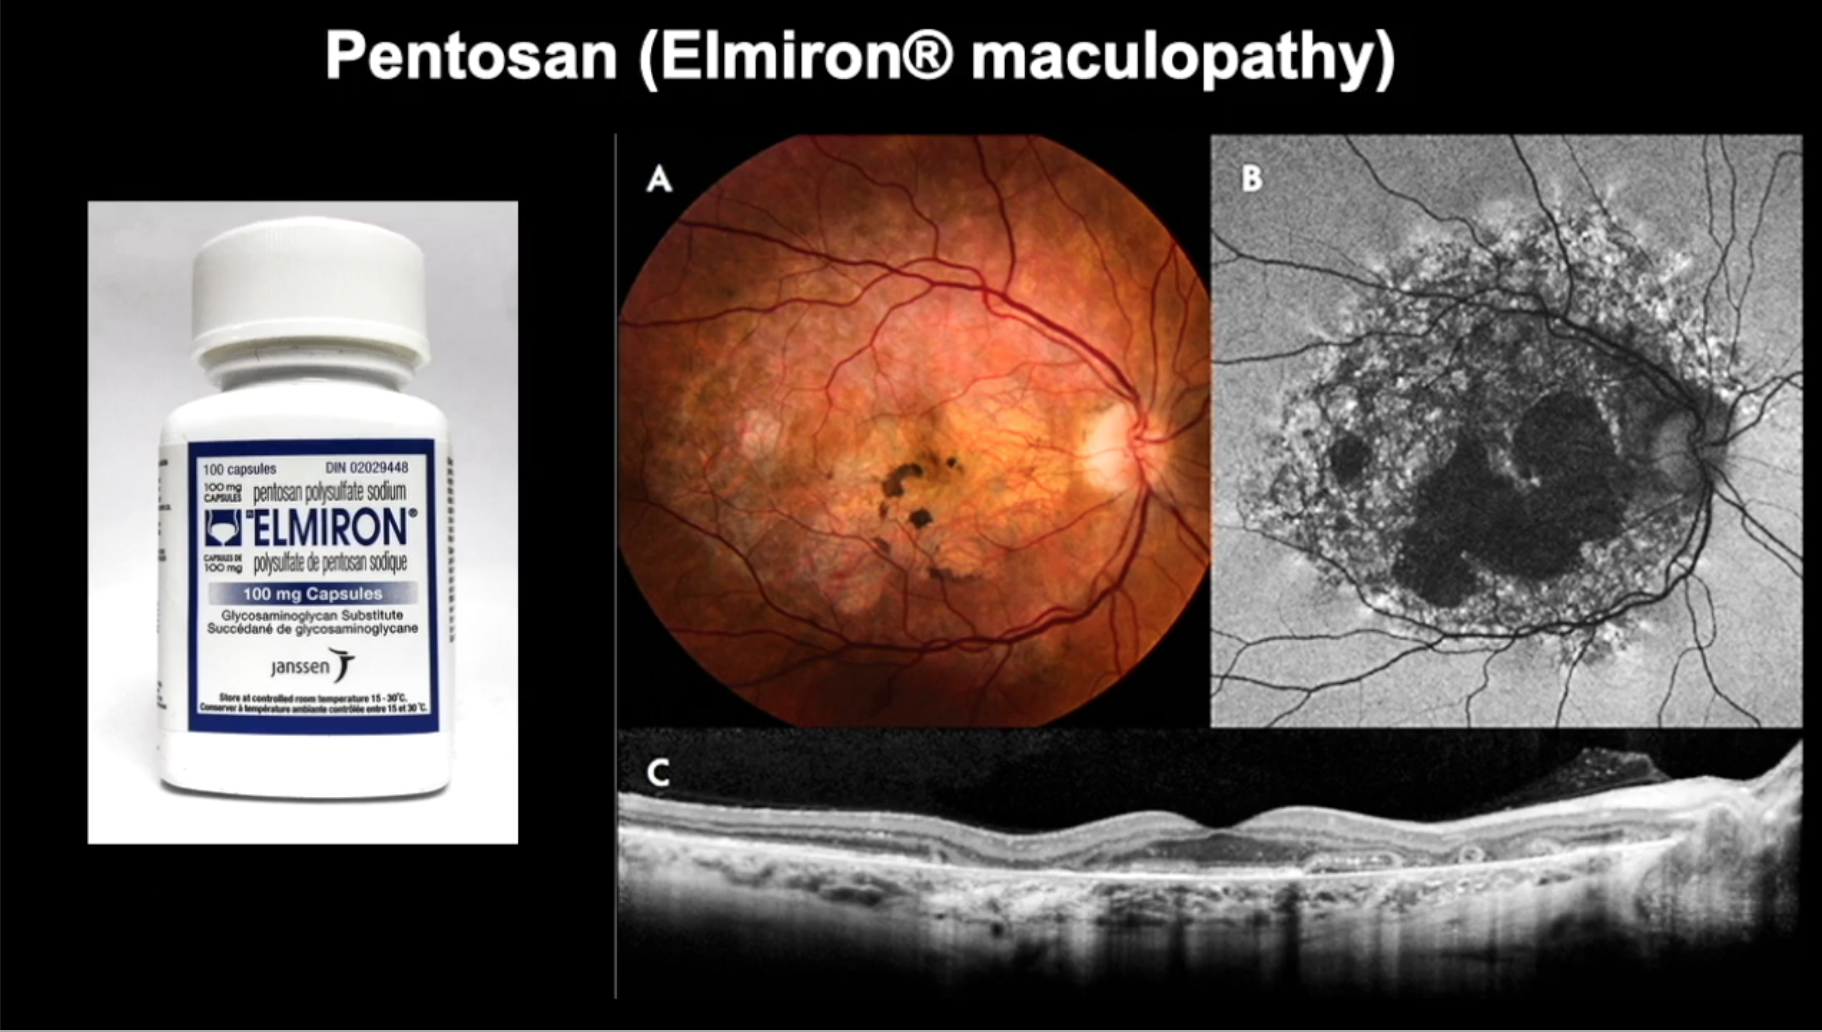 Pentosan (Elmiron® maculopathy)
100 capsules DIN 02029448
100 mg CAPSULES pentosan polysulfate sodium
ELMIRON®
CAPSULES DE 100 mg polysulfate de pentosan sodique
100 mg Capsules
Glycosaminoglycan Substitute
Succédané de glycosaminoglycane
janssen
Store at controlled room temperature 15 - 30°C.
Conserver à température ambiante contrôlée entre 15 et 30 °C.
A
B
C